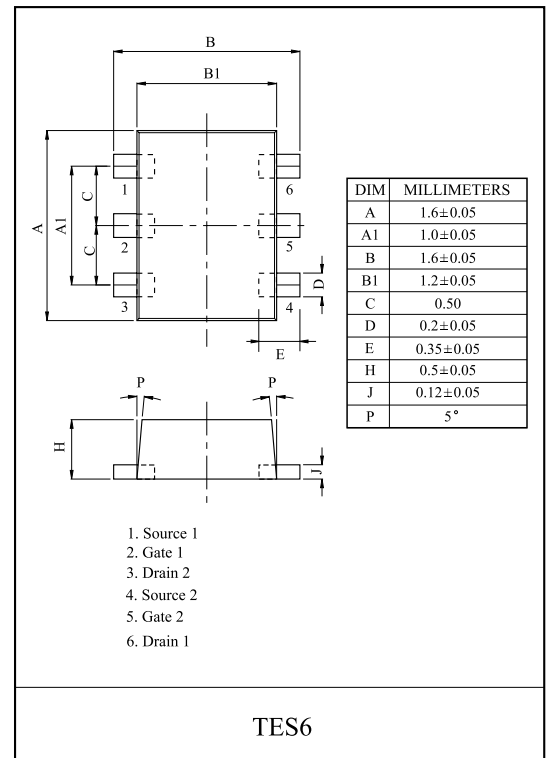 B
B1
A
A1
C
C
1
2
3
6
5
4
D
E
DIM MILLIMETERS
A 1.6±0.05
A1 1.0±0.05
B 1.6±0.05
B1 1.2±0.05
C 0.50
D 0.2±0.05
E 0.35±0.05
H 0.5±0.05
J 0.12±0.05
P 5°
P
P
H
J
1. Source 1
2. Gate 1
3. Drain 2
4. Source 2
5. Gate 2
6. Drain 1
TES6